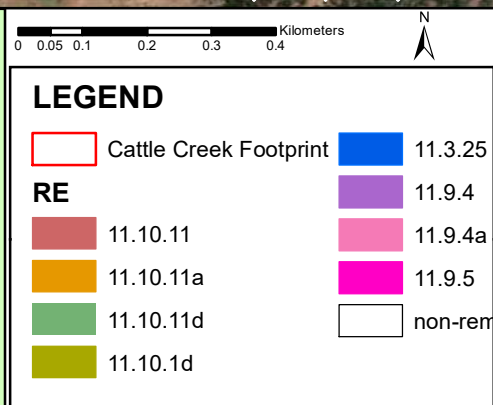 N
Kilometers
0 0.05 0.1 0.2 0.3 0.4
LEGEND
Cattle Creek Footprint
RE
11.10.11
11.10.11a
11.10.11d
11.10.1d
11.3.25
11.9.4
11.9.4a
11.9.5
non-rem